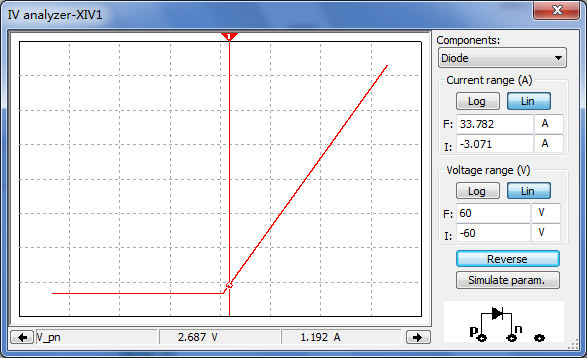 IV analyzer-XIV1
1
Components:
Diode
Current range (A)
Log Lin
F: 33.782 A
I: -3.071 A
Voltage range (V)
Log Lin
F: 60 V
I: -60 V
Reverse
Simulate param.
p n
V_pn 2.687 V 1.192 A